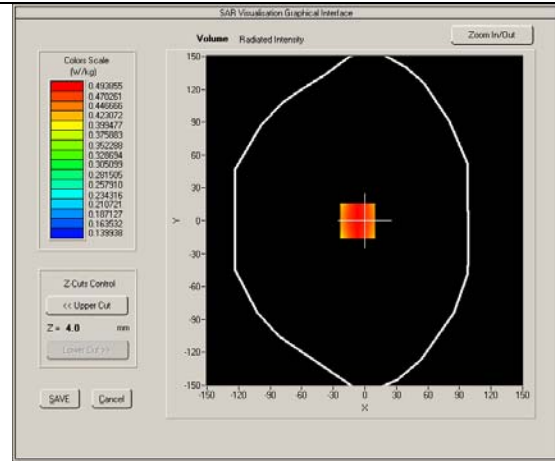 SAR Visualisation Graphical Interface
Volume Radiated Intensity
Zoom In/Out
Colors Scale
(W/kg)
0.493855
0.470261
0.446666
0.423072
0.399477
0.375883
0.352288
0.328694
0.305099
0.281505
0.257910
0.234316
0.210721
0.187127
0.163532
0.139938
Z-Cuts Control
<< Upper Cut
Z = 4.0 mm
Lower Cut >>
SAVE Cancel
Y
150-
120-
90-
60-
30-
0-
-30-
-60-
-90-
-120-
-150-
-150 -120 -90 -60 -30 0 30 60 90 120 150
X